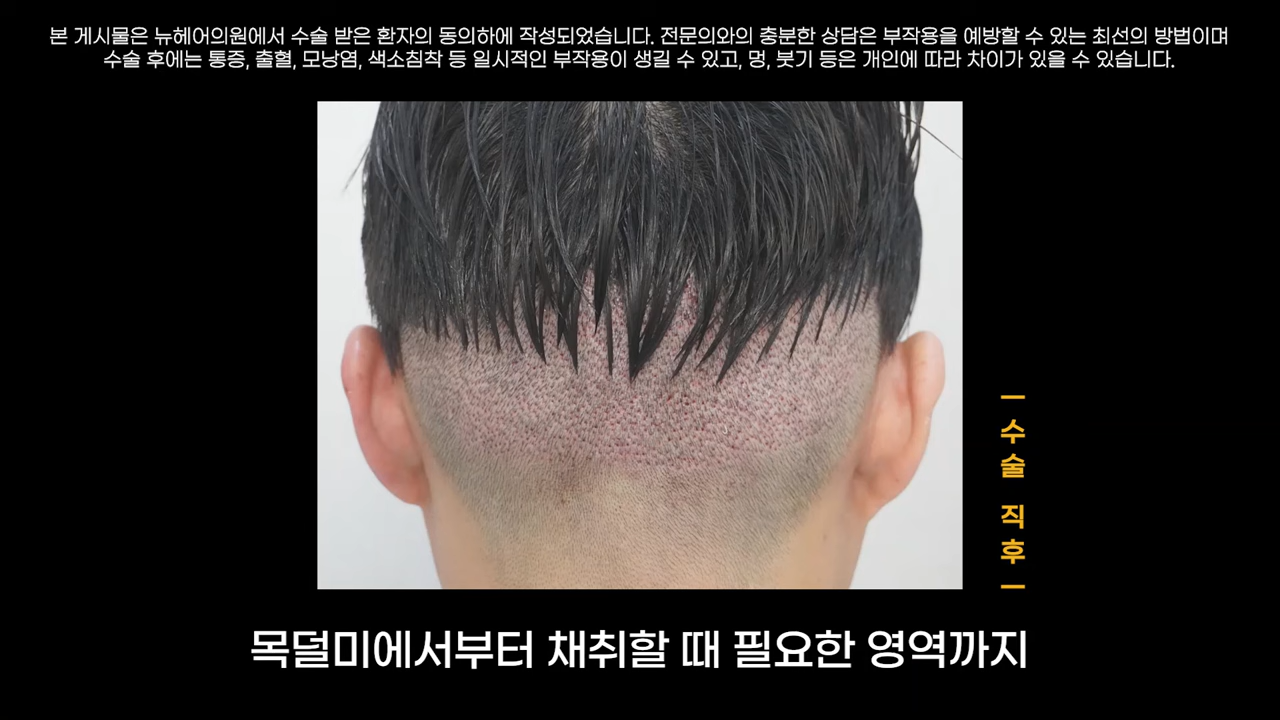 본 게시물은 뉴헤어의원에서 수술 받은 환자의 동의하에 작성되었습니다. 전문의와의 충분한 상담은 부작용을 예방할 수 있는 최선의 방법이며
수술 후에는 통증, 출혈, 모낭염, 색소침착 등 일시적인 부작용이 생길 수 있고, 멍, 붓기 등은 개인에 따라 차이가 있을 수 있습니다.
ㅡ수술 직후ㅡ
목덜미에서부터 채취할 때 필요한 영역까지